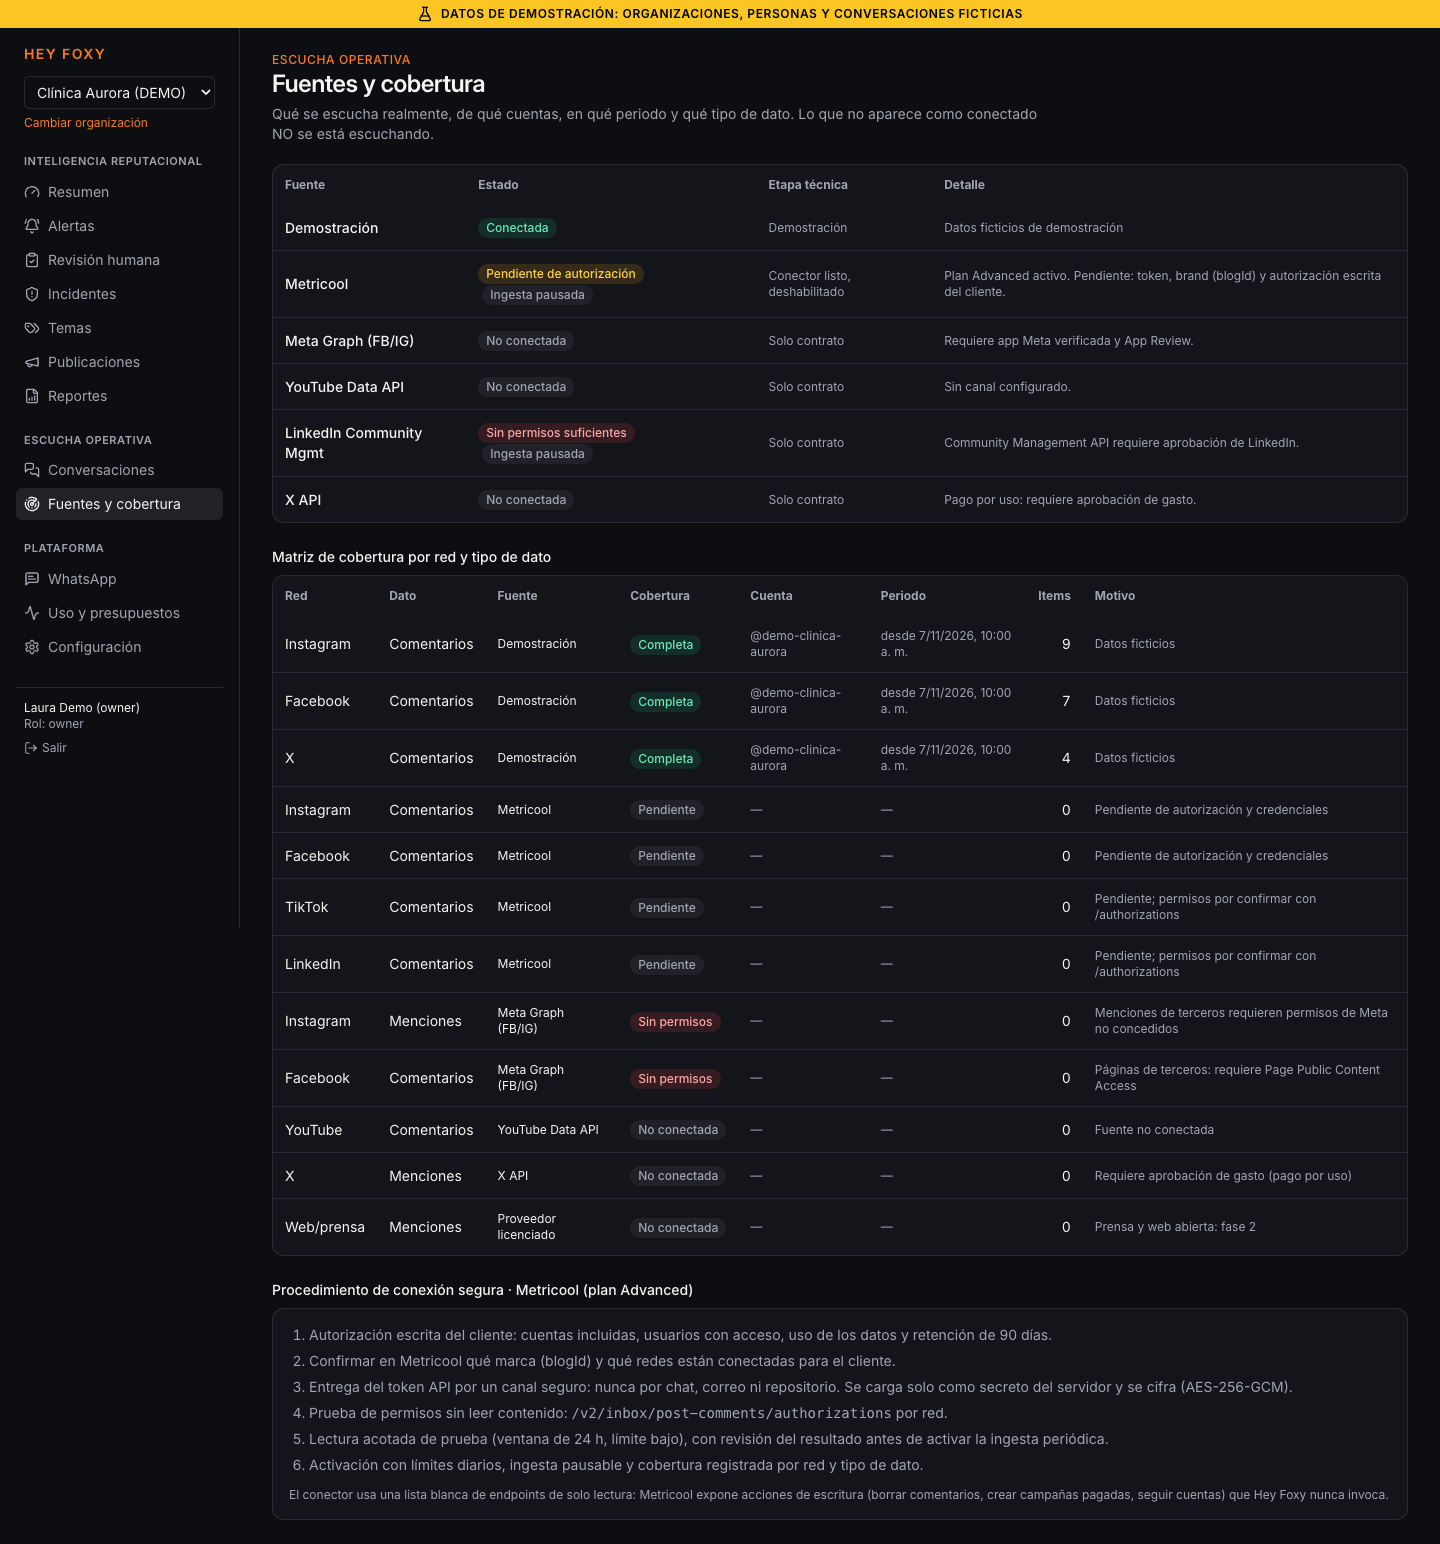 DATOS DE DEMOSTRACIÓN: ORGANIZACIONES, PERSONAS Y CONVERSACIONES FICTICIAS
HEY FOXY
Clínica Aurora (DEMO)
Cambiar organización
INTELIGENCIA REPUTACIONAL
Resumen
Alertas
Revisión humana
Incidentes
Temas
Publicaciones
Reportes
ESCUCHA OPERATIVA
Conversaciones
Fuentes y cobertura
PLATAFORMA
WhatsApp
Uso y presupuestos
Configuración
Laura Demo (owner)
Rol: owner
Salir
ESCUCHA OPERATIVA
Fuentes y cobertura
Qué se escucha realmente, de qué cuentas, en qué periodo y qué tipo de dato. Lo que no aparece como conectado
NO se está escuchando.
Fuente Estado Etapa técnica Detalle
Demostración Conectada Demostración Datos ficticios de demostración
Metricool Pendiente de autorización Ingesta pausada Conector listo, deshabilitado Plan Advanced activo. Pendiente: token, brand (blogId) y autorización escrita del cliente.
Meta Graph (FB/IG) No conectada Solo contrato Requiere app Meta verificada y App Review.
YouTube Data API No conectada Solo contrato Sin canal configurado.
LinkedIn Community Mgmt Sin permisos suficientes Ingesta pausada Solo contrato Community Management API requiere aprobación de LinkedIn.
X API No conectada Solo contrato Pago por uso: requiere aprobación de gasto.
Matriz de cobertura por red y tipo de dato
Red Dato Fuente Cobertura Cuenta Periodo Items Motivo
Instagram Comentarios Demostración Completa @demo-clinica-aurora desde 7/11/2026, 10:00 a. m. 9 Datos ficticios
Facebook Comentarios Demostración Completa @demo-clinica-aurora desde 7/11/2026, 10:00 a. m. 7 Datos ficticios
X Comentarios Demostración Completa @demo-clinica-aurora desde 7/11/2026, 10:00 a. m. 4 Datos ficticios
Instagram Comentarios Metricool Pendiente — — 0 Pendiente de autorización y credenciales
Facebook Comentarios Metricool Pendiente — — 0 Pendiente de autorización y credenciales
TikTok Comentarios Metricool Pendiente — — 0 Pendiente; permisos por confirmar con /authorizations
LinkedIn Comentarios Metricool Pendiente — — 0 Pendiente; permisos por confirmar con /authorizations
Instagram Menciones Meta Graph (FB/IG) Sin permisos — — 0 Menciones de terceros requieren permisos de Meta no concedidos
Facebook Comentarios Meta Graph (FB/IG) Sin permisos — — 0 Páginas de terceros: requiere Page Public Content Access
YouTube Comentarios YouTube Data API No conectada — — 0 Fuente no conectada
X Menciones X API No conectada — — 0 Requiere aprobación de gasto (pago por uso)
Web/prensa Menciones Proveedor licenciado No conectada — — 0 Prensa y web abierta: fase 2
Procedimiento de conexión segura · Metricool (plan Advanced)
1. Autorización escrita del cliente: cuentas incluidas, usuarios con acceso, uso de los datos y retención de 90 días.
2. Confirmar en Metricool qué marca (blogId) y qué redes están conectadas para el cliente.
3. Entrega del token API por un canal seguro: nunca por chat, correo ni repositorio. Se carga solo como secreto del servidor y se cifra (AES-256-GCM).
4. Prueba de permisos sin leer contenido: /v2/inbox/post-comments/authorizations por red.
5. Lectura acotada de prueba (ventana de 24 h, límite bajo), con revisión del resultado antes de activar la ingesta periódica.
6. Activación con límites diarios, ingesta pausable y cobertura registrada por red y tipo de dato.
El conector usa una lista blanca de endpoints de solo lectura: Metricool expone acciones de escritura (borrar comentarios, crear campañas pagadas, seguir cuentas) que Hey Foxy nunca invoca.